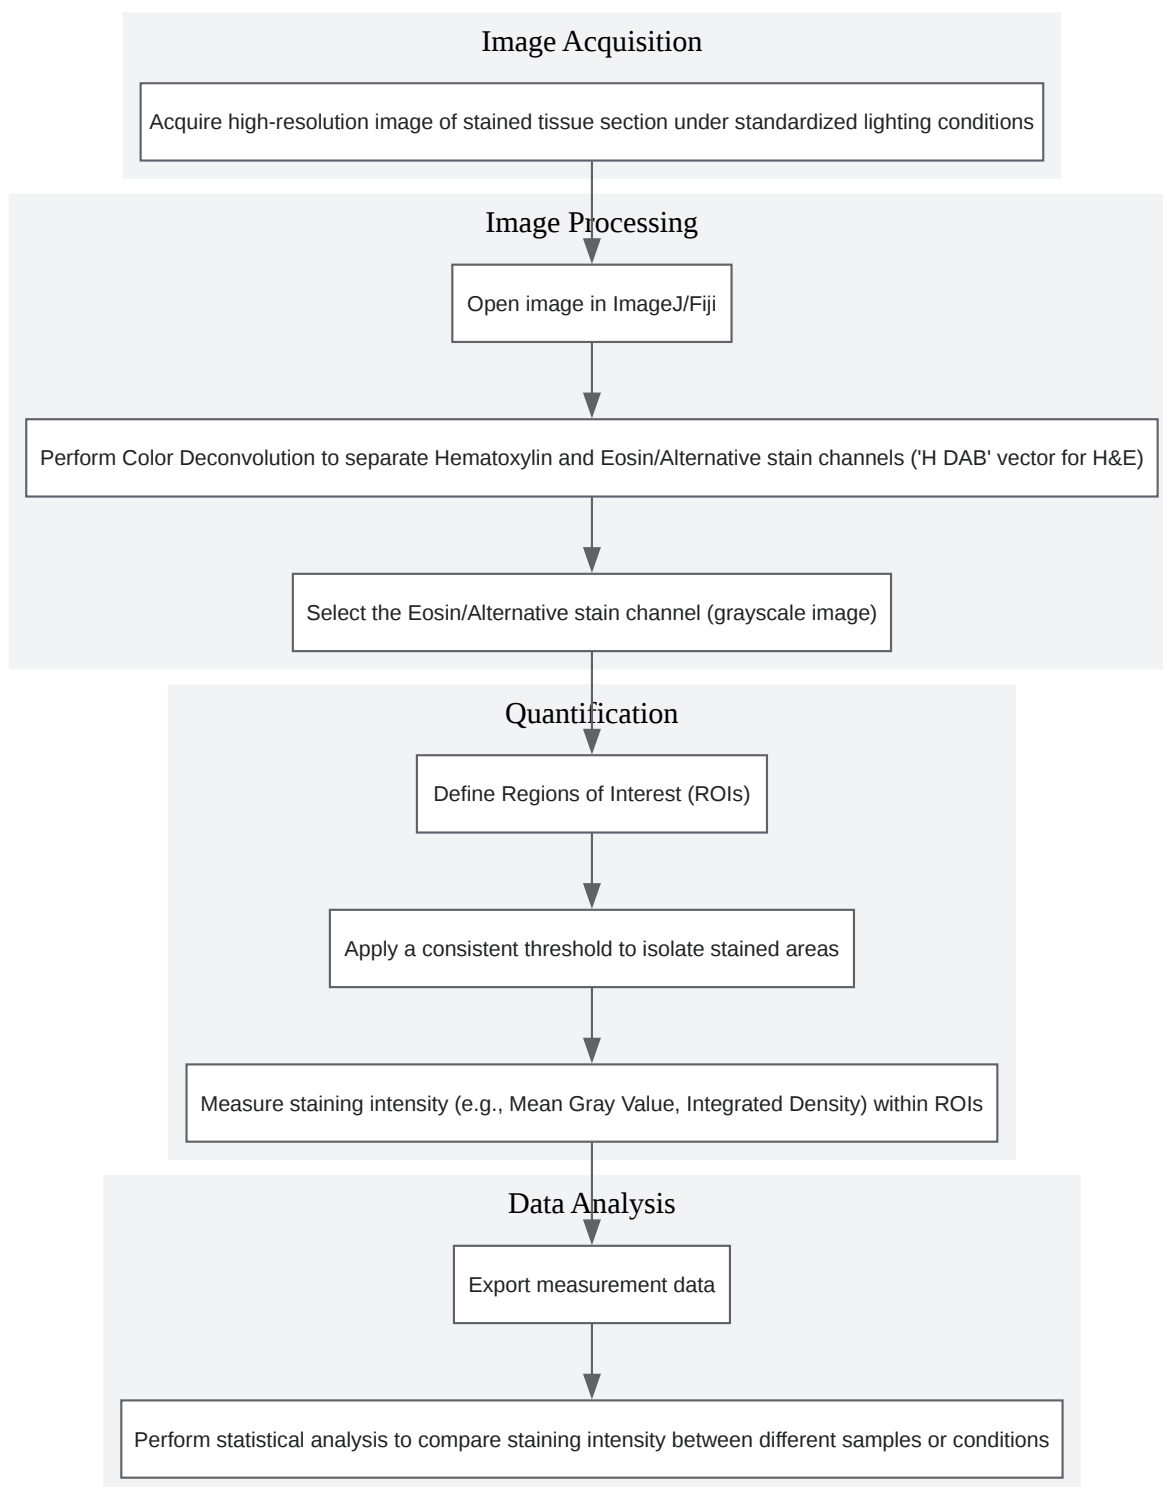 Image Acquisition
Acquire high-resolution image of stained tissue section under standardized lighting conditions
Image Processing
Open image in ImageJ/Fiji
Perform Color Deconvolution to separate Hematoxylin and Eosin/Alternative stain channels ('H DAB' vector for H&E)
Select the Eosin/Alternative stain channel (grayscale image)
Quantification
Define Regions of Interest (ROIs)
Apply a consistent threshold to isolate stained areas
Measure staining intensity (e.g., Mean Gray Value, Integrated Density) within ROIs
Data Analysis
Export measurement data
Perform statistical analysis to compare staining intensity between different samples or conditions